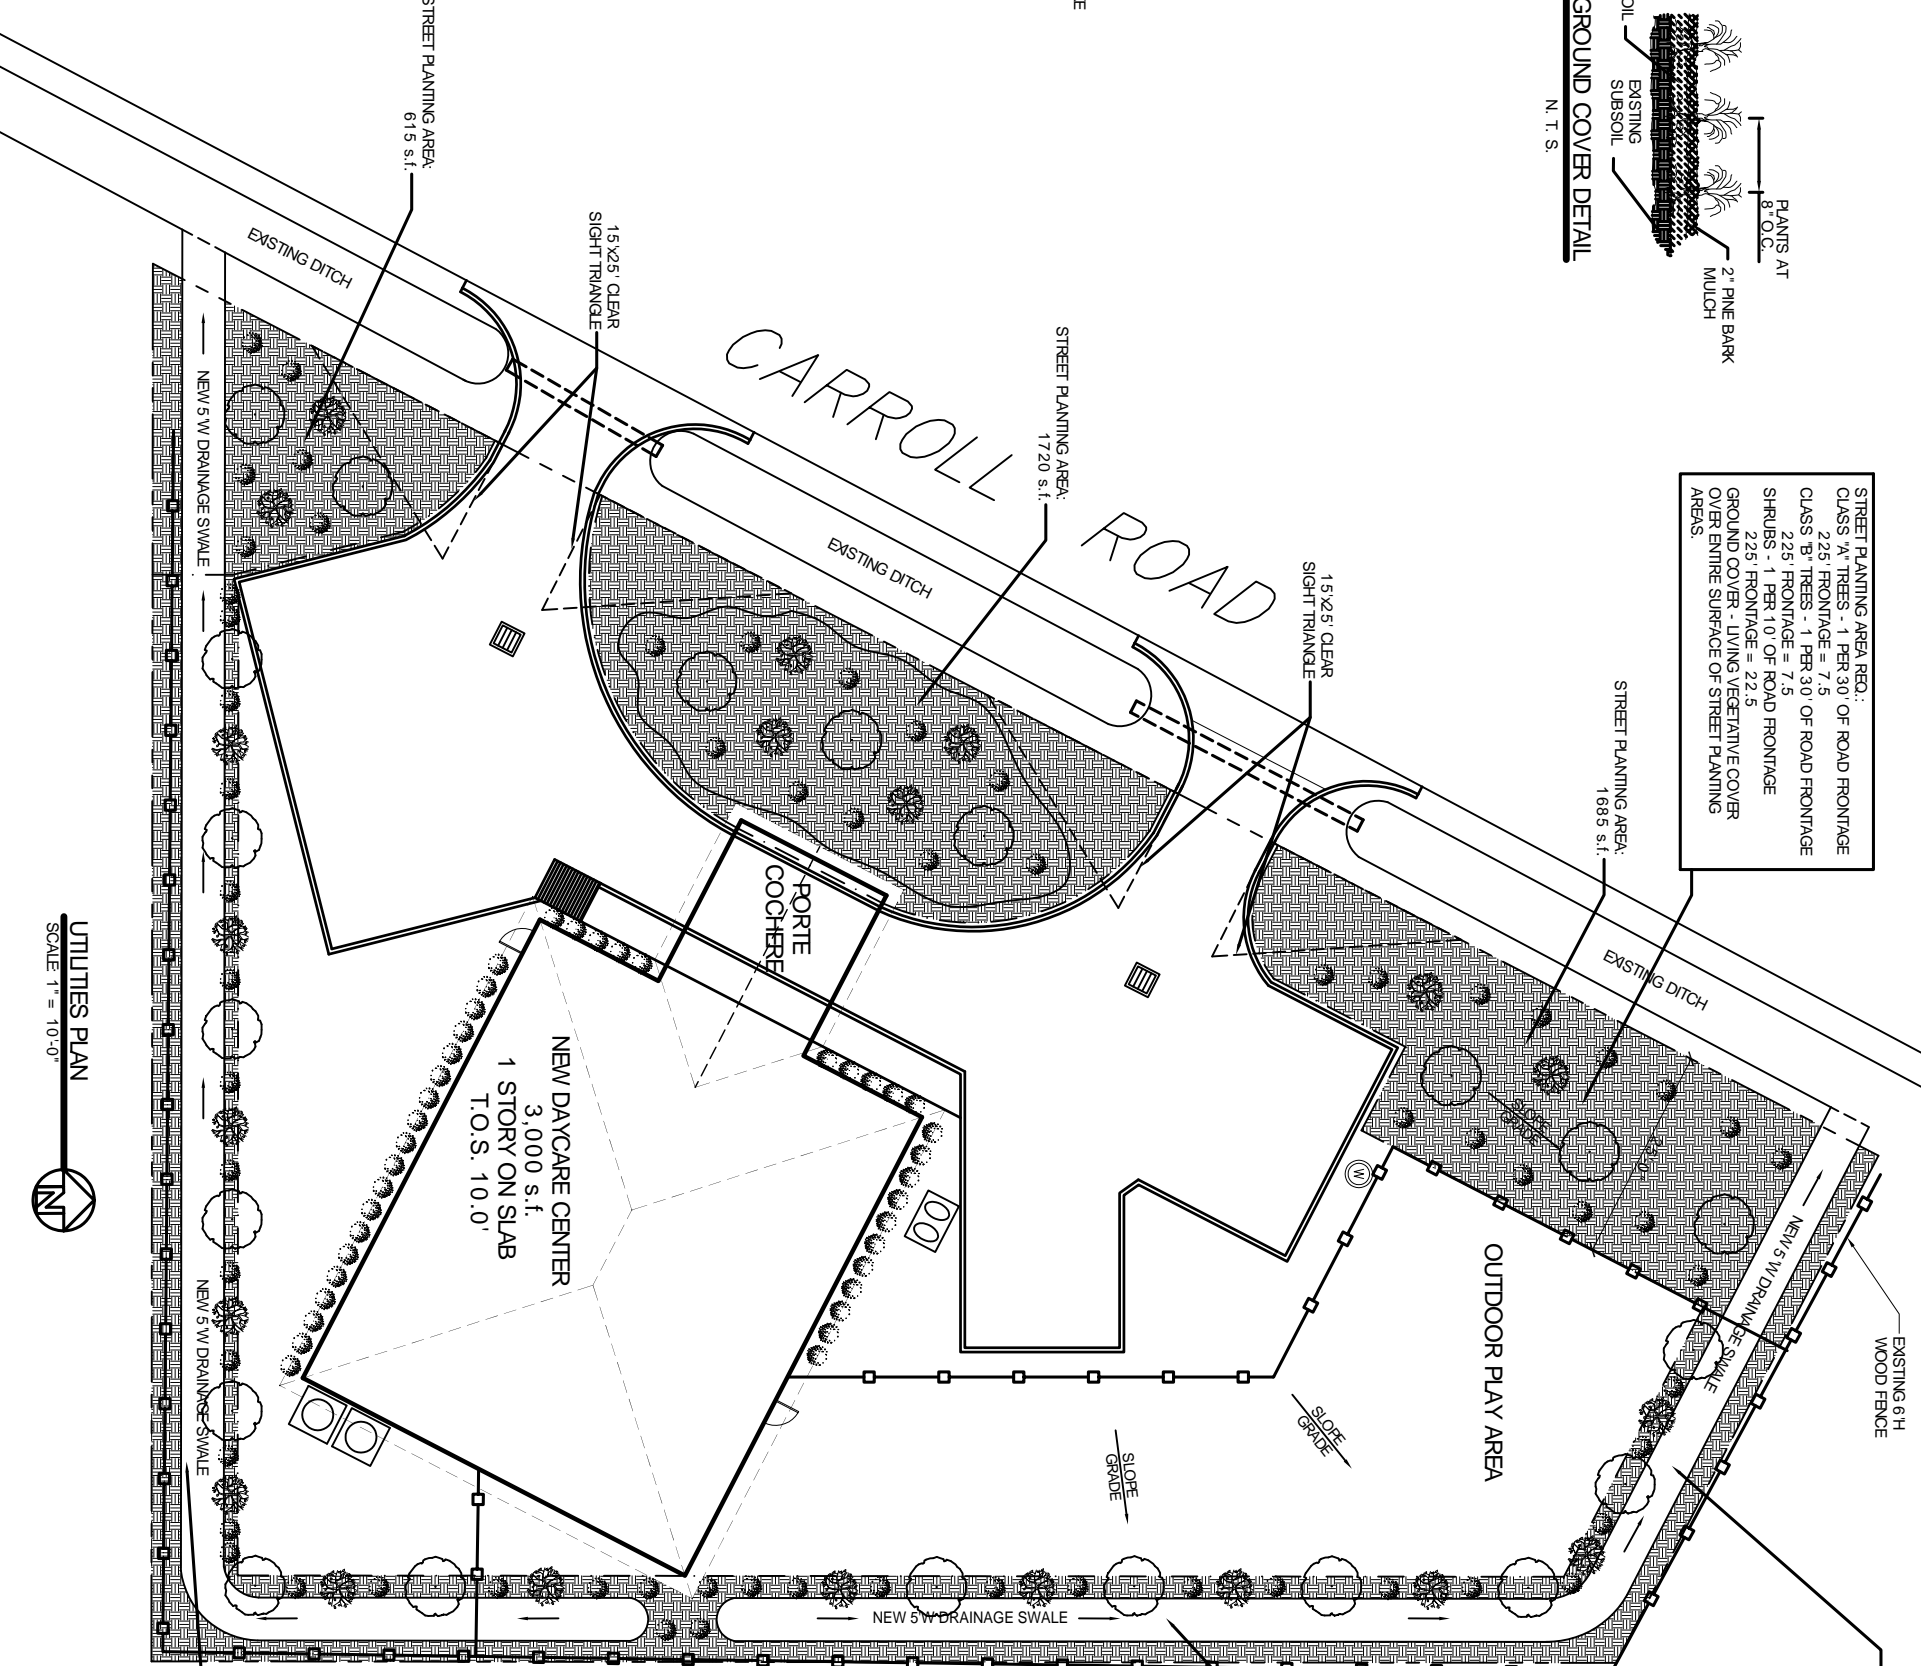 PLANTS AT
8" O.C.
2" PINE BARK
MULCH
EXISTING
SUBSOIL
OIL
GROUND COVER DETAIL
N. T. S.
E
STREET PLANTING AREA REQ.:
CLASS "A" TREES - 1 PER 30' OF ROAD FRONTAGE
225' FRONTAGE = 7.5
CLASS "B" TREES - 1 PER 30' OF ROAD FRONTAGE
225' FRONTAGE = 7.5
SHRUBS - 1 PER 10' OF ROAD FRONTAGE
225' FRONTAGE = 22.5
GROUND COVER - LIVING VEGETATIVE COVER
OVER ENTIRE SURFACE OF STREET PLANTING
AREAS.
STREET PLANTING AREA:
615 s.f.
15'x25' CLEAR
SIGHT TRIANGLE
STREET PLANTING AREA:
1720 s.f.
15'x25' CLEAR
SIGHT TRIANGLE
STREET PLANTING AREA:
1685 s.f.
CARROLL ROAD
EXISTING DITCH
EXISTING DITCH
EXISTING DITCH
EXISTING 6'H
WOOD FENCE
NEW 5'W DRAINAGE SWALE
NEW 5'W DRAINAGE SWALE
NEW 5'W DRAINAGE SWALE
NEW 5'W DRAINAGE SWALE
PORTE
COCHERE
NEW DAYCARE CENTER
3,000 s.f.
1 STORY ON SLAB
T.O.S. 10.0'
W
OUTDOOR PLAY AREA
SLOPE
GRADE
SLOPE
GRADE
SLOPE
GRADE
25'-0"
UTILITIES PLAN
SCALE 1" = 10'-0"
N